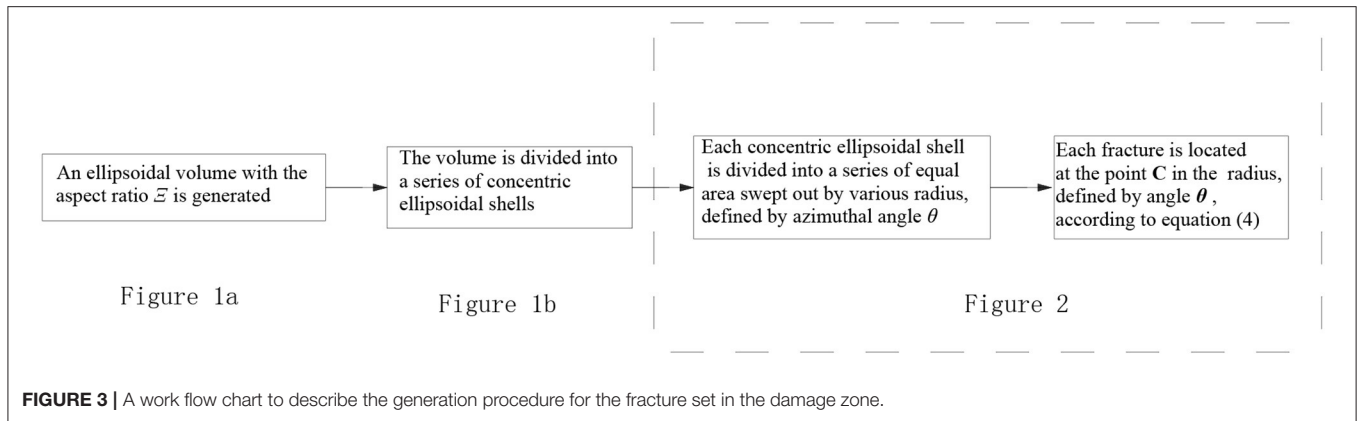 An ellipsoidal volume with the
aspect ratio Ξ is generated
The volume is divided into
a series of concentric
ellipsoidal shells
Each concentric ellipsoidal shell
is divided into a series of equal
area swept out by various radius,
defined by azimuthal angle θ
Each fracture is located
at the point C in the radius,
defined by angle θ ,
according to equation (4)
Figure 1a
Figure 1b
Figure 2
FIGURE 3 | A work flow chart to describe the generation procedure for the fracture set in the damage zone.